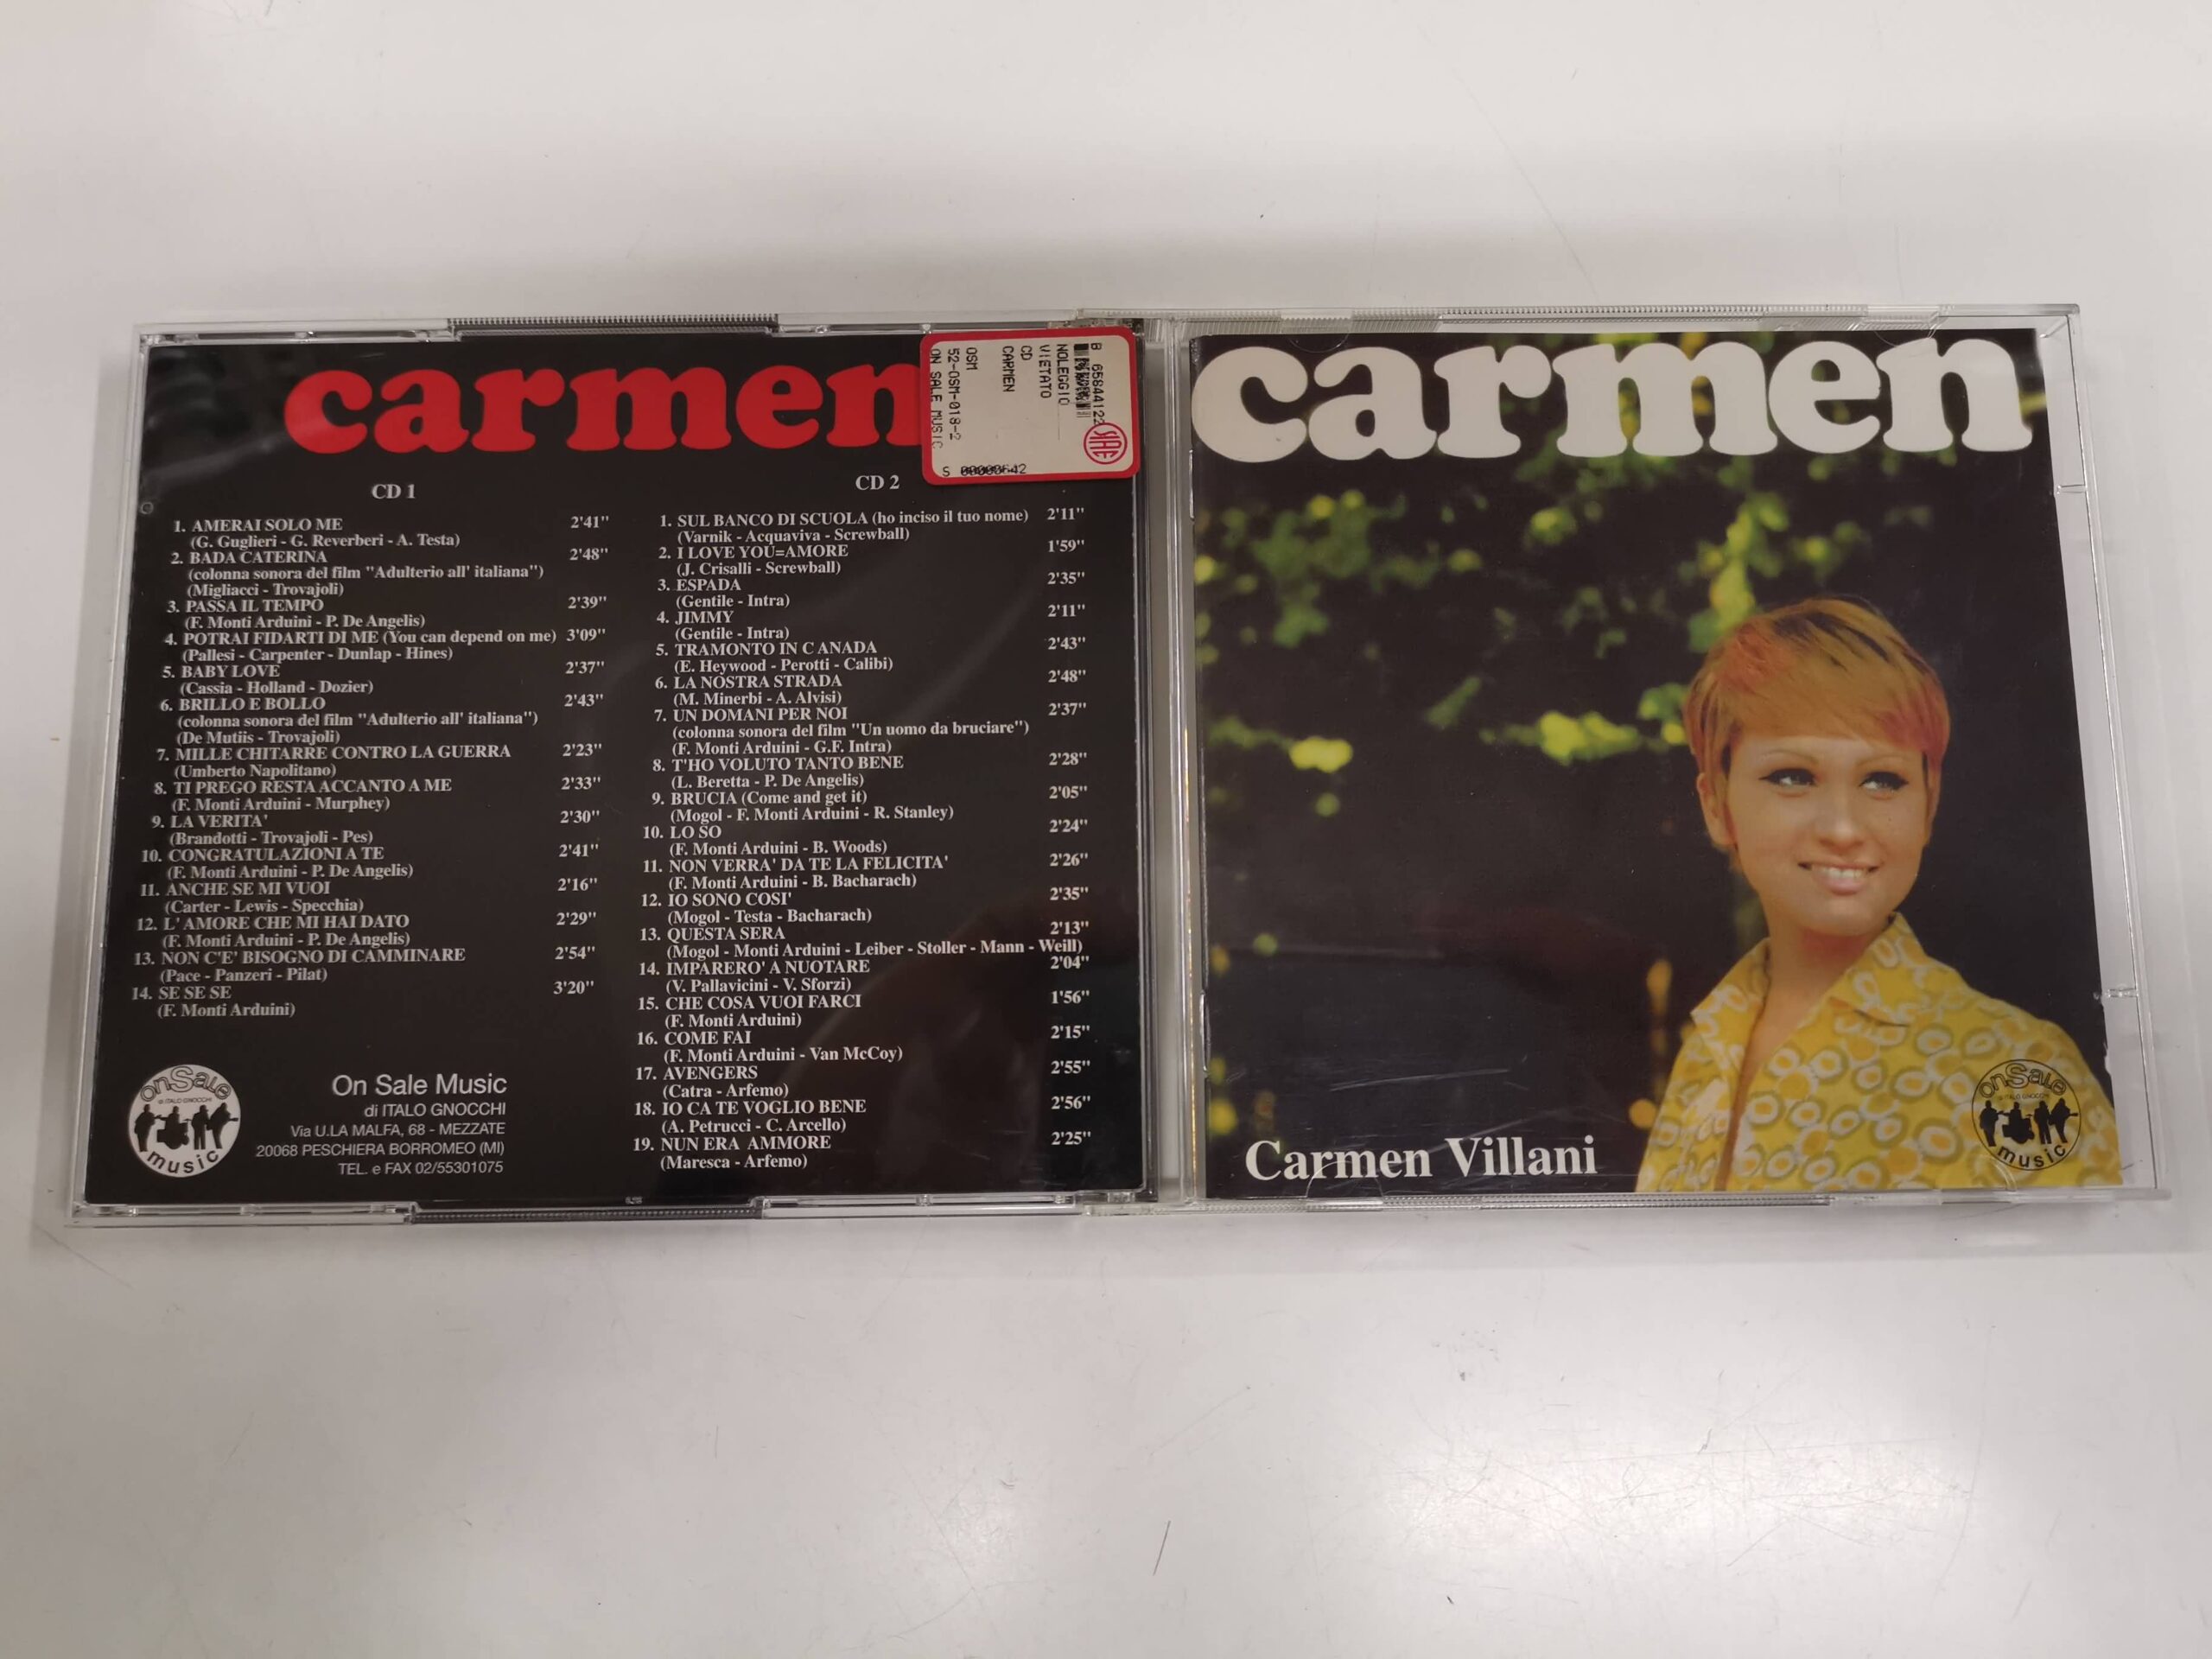 carmen
CD 1
1. AMERAI SOLO ME 2'41"
(G. Guglieri - G. Reverberi - A. Testa)
2. BADA CATERINA 2'48"
(colonna sonora del film "Adulterio all' italiana")
(Migliacci - Trovajoli)
3. PASSA IL TEMPO 2'39"
(F. Monti Arduini - P. De Angelis)
4. POTRAI FIDARTI DI ME (You can depend on me) 3'09"
(Pallesi - Carpenter - Dunlap - Hines)
5. BABY LOVE 2'37"
(Cassia - Holland - Dozier)
6. BRILLO E BOLLO 2'43"
(colonna sonora del film "Adulterio all' italiana")
(De Mutiis - Trovajoli)
7. MILLE CHITARRE CONTRO LA GUERRA 2'23"
(Umberto Napolitano)
8. TI PREGO RESTA ACCANTO A ME 2'33"
(F. Monti Arduini - Murphey)
9. LA VERITA' 2'30"
(Brandotti - Trovajoli - Pes)
10. CONGRATULAZIONI A TE 2'41"
(F. Monti Arduini - P. De Angelis)
11. ANCHE SE MI VUOI 2'16"
(Carter - Lewis - Specchia)
12. L' AMORE CHE MI HAI DATO 2'29"
(F. Monti Arduini - P. De Angelis)
13. NON C'E' BISOGNO DI CAMMINARE 2'54"
(Pace - Panzeri - Pilat)
14. SE SE SE 3'20"
(F. Monti Arduini)
onSale
di ITALO GNOCCHI
music
On Sale Music
di ITALO GNOCCHI
Via U.LA MALFA, 68 - MEZZATE
20068 PESCHIERA BORROMEO (MI)
TEL. e FAX 02/55301075
CD 2
1. SUL BANCO DI SCUOLA (ho inciso il tuo nome) 2'11"
(Varnik - Acquaviva - Screwball)
2. I LOVE YOU=AMORE 1'59"
(J. Crisalli - Screwball)
3. ESPADA 2'35"
(Gentile - Intra)
4. JIMMY 2'11"
(Gentile - Intra)
5. TRAMONTO IN C ANADA 2'43"
(E. Heywood - Perotti - Calibi)
6. LA NOSTRA STRADA 2'48"
(M. Minerbi - A. Alvisi)
7. UN DOMANI PER NOI 2'37"
(colonna sonora del film "Un uomo da bruciare")
(F. Monti Arduini - G.F. Intra)
8. T'HO VOLUTO TANTO BENE 2'28"
(L. Beretta - P. De Angelis)
9. BRUCIA (Come and get it) 2'05"
(Mogol - F. Monti Arduini - R. Stanley)
10. LO SO 2'24"
(F. Monti Arduini - B. Woods)
11. NON VERRA' DA TE LA FELICITA' 2'26"
(F. Monti Arduini - B. Bacharach)
12. IO SONO COSI' 2'35"
(Mogol - Testa - Bacharach)
13. QUESTA SERA 2'13"
(Mogol - Monti Arduini - Leiber - Stoller - Mann - Weill)
14. IMPARERO' A NUOTARE 2'04"
(V. Pallavicini - V. Sforzi)
15. CHE COSA VUOI FARCI 1'56"
(F. Monti Arduini)
16. COME FAI 2'15"
(F. Monti Arduini - Van McCoy)
17. AVENGERS 2'55"
(Catra - Arfemo)
18. IO CA TE VOGLIO BENE 2'56"
(A. Petrucci - C. Arcello)
19. NUN ERA AMMORE 2'25"
(Maresca - Arfemo)
NOLEGGIO
VIETATO
CD
CARMEN
OSM
52-OSM-018-2
ON SALE MUSIC
SIAE
carmen
Carmen Villani
onSale
di ITALO GNOCCHI
music